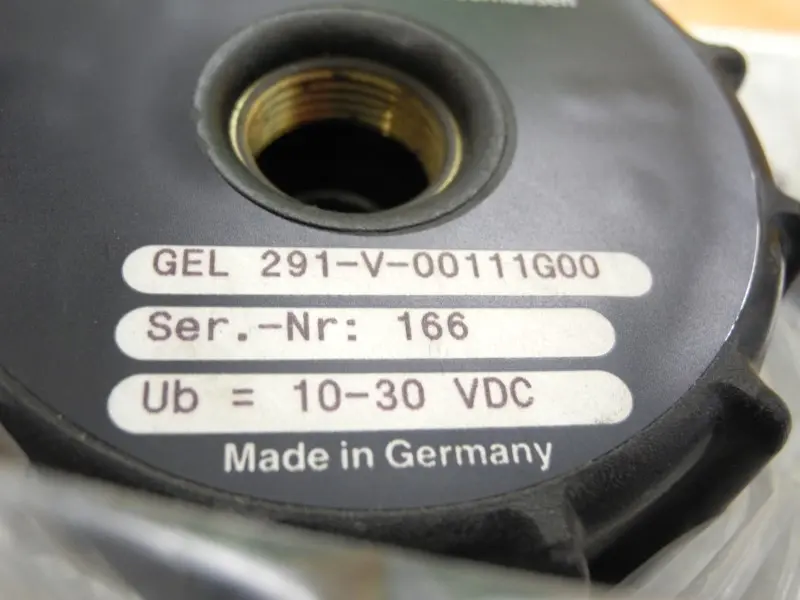 GEL 291-V-00111G00
Ser.-Nr: 166
Ub = 10-30 VDC
Made in Germany